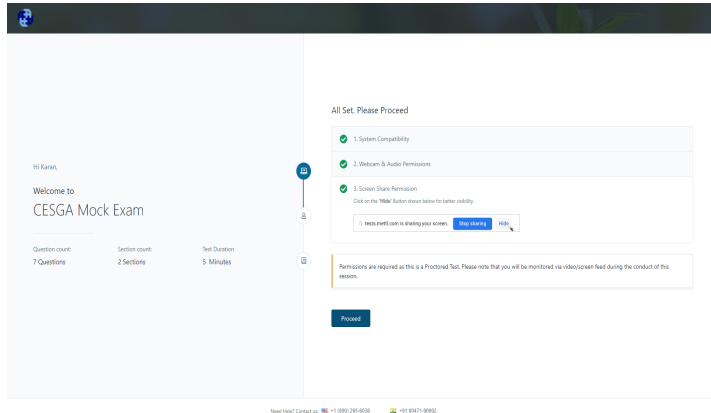 All Set. Please Proceed
1. System Compatibility
2. Webcam & Audio Permissions
3. Screen Share Permission
Click on the 'Hide' Button shown below for better visibility.
tests.mettl.com is sharing your screen. Stop sharing Hide
Hi Karan,
Welcome to
CESGA Mock Exam
Question count: Section count: Test Duration
7 Questions 2 Sections 5 Minutes
Permissions are required as this is a Proctored Test. Please note that you will be monitored via video/screen feed during the conduct of this
session.
Proceed
Need Help? Contact us +1 (800) 265-6038 +91 80471-90902